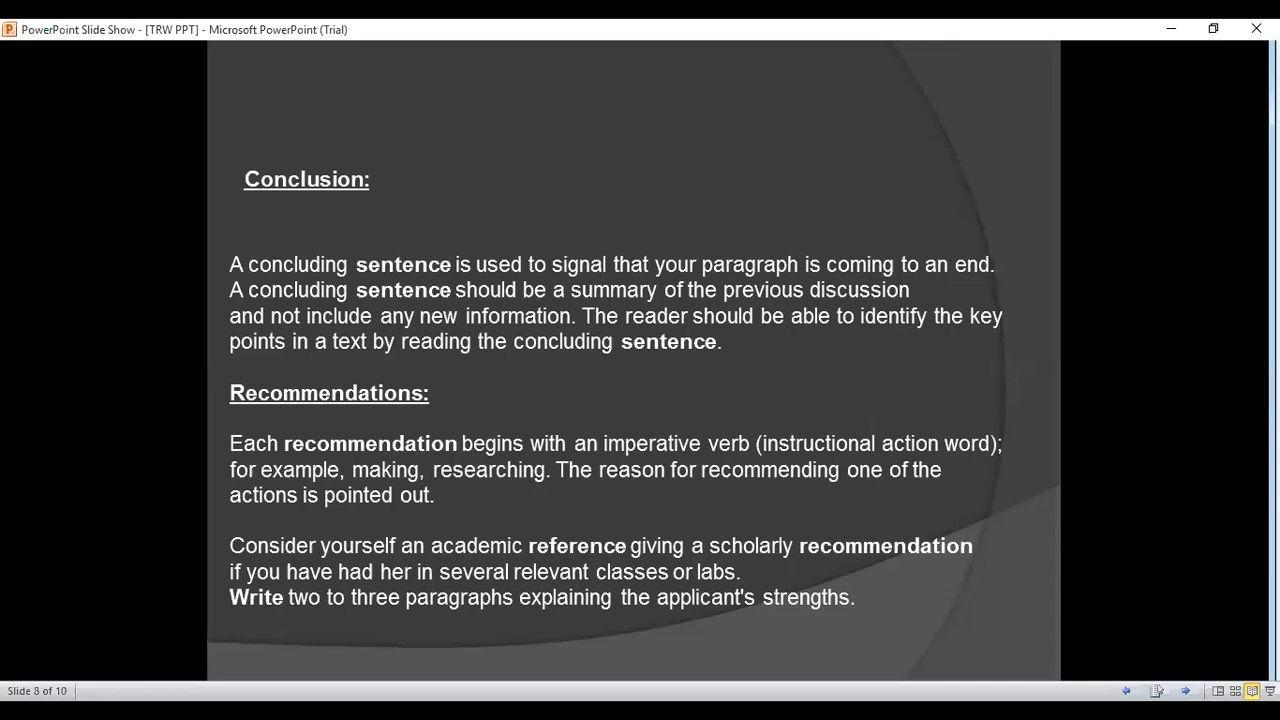 PowerPoint Slide Show - [TRW PPT] - Microsoft PowerPoint (Trial)
Conclusion:
A concluding sentence is used to signal that your paragraph is coming to an end.
A concluding sentence should be a summary of the previous discussion
and not include any new information. The reader should be able to identify the key
points in a text by reading the concluding sentence.
Recommendations:
Each recommendation begins with an imperative verb (instructional action word);
for example, making, researching. The reason for recommending one of the
actions is pointed out.
Consider yourself an academic reference giving a scholarly recommendation
if you have had her in several relevant classes or labs.
Write two to three paragraphs explaining the applicant's strengths.
Slide 8 of 10